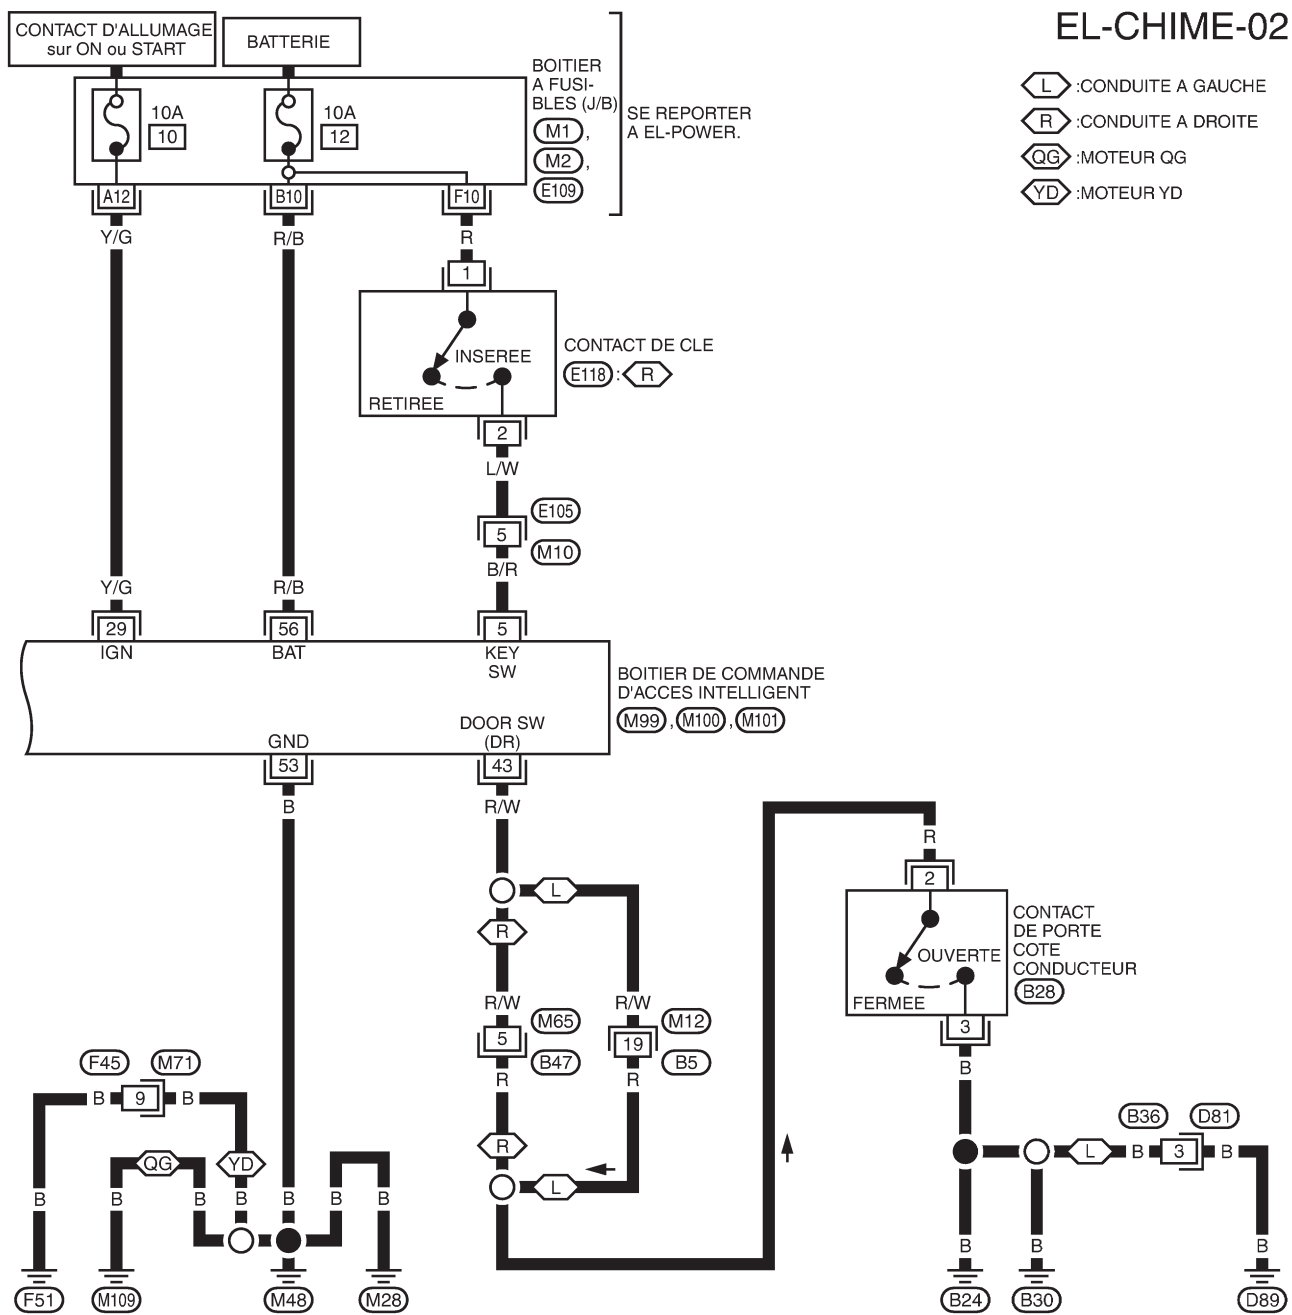 EL-CHIME-02
CONTACT D'ALLUMAGE
sur ON ou START
BATTERIE
L :CONDUITE A GAUCHE
R :CONDUITE A DROITE
QG :MOTEUR QG
YD :MOTEUR YD
BOITIER
A FUSI-
BLES (J/B)
M1 ,
M2 ,
E109
SE REPORTER
A EL-POWER.
10A
10
10A
12
A12
B10
F10
Y/G
R/B
R
1
INSEREE
RETIREE
CONTACT DE CLE
E118 : R
2
L/W
E105
5
M10
B/R
Y/G
R/B
29
56
5
IGN
BAT
KEY
SW
BOITIER DE COMMANDE
D'ACCES INTELLIGENT
M99 , M100 , M101
GND
DOOR SW
(DR)
53
43
B
R/W
L
R
R/W
R/W
M65
M12
5
19
B47
B5
R
R
R
L
R
2
OUVERTE
FERMEE
CONTACT
DE PORTE
COTE
CONDUCTEUR
B28
3
B
B36
D81
L
B
3
B
B
B
B
B24
B30
D89
F45
M71
B
9
B
QG
YD
B
B
B
B
B
B
B
F51
M109
M48
M28